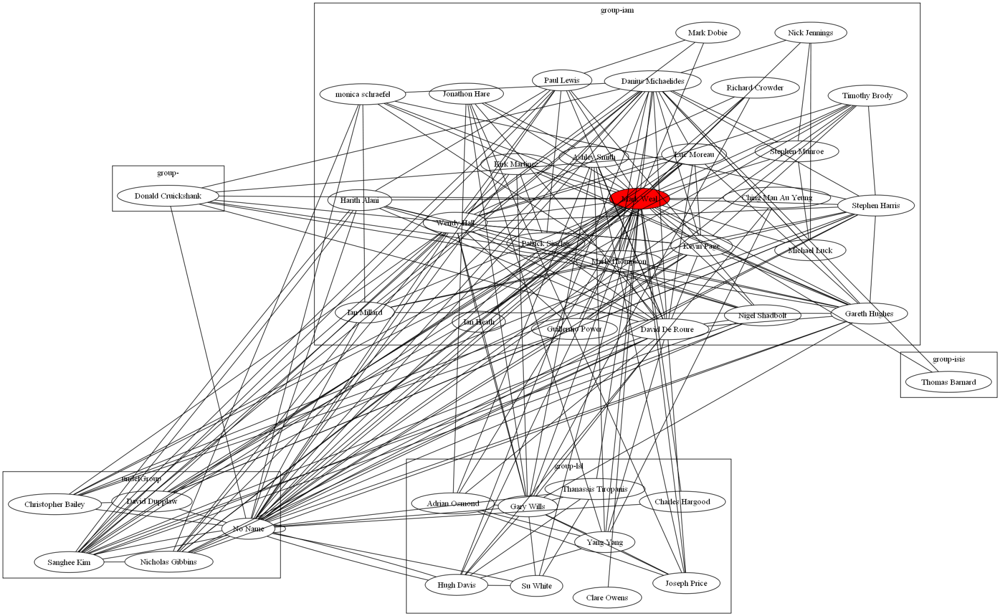 group-iam
Mark Dobie
Nick Jennings
Paul Lewis
Danius Michaelides
Richard Crowder
monica schraefel
Jonathon Hare
Timothy Brody
Stephen Munroe
Luc Moreau
Ashley Smith
Kirk Martinez
group-
Donald Cruickshank
Harith Alani
Mark Weal
Ching Man Au Yeung
Stephen Harris
Wendy Hall
Patrick Sinclair
Kevin Page
Michael Luck
Mark Thompson
Ian Millard
Ian Heath
Guillermo Power
David De Roure
Nigel Shadbolt
Gareth Hughes
group-isis
Thomas Barnard
undefGroup
Christopher Bailey
David Dupplaw
No Name
Sanghee Kim
Nicholas Gibbins
group-lsl
Thanassis Tiropanis
Adrian Osmond
Gary Wills
Charles Hargood
Yang Yang
Hugh Davis
Su White
Clare Owens
Joseph Price